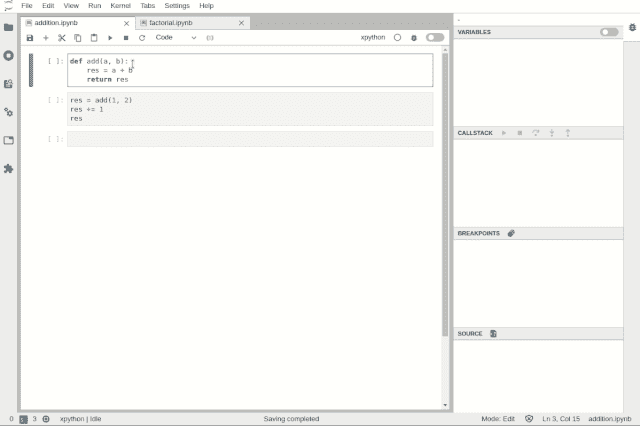 File Edit View Run Kernel Tabs Settings Help
addition.ipynb
factorial.ipynb
Code
xpython
[ ]: def add(a, b):
res = a + b
return res
[ ]: res = add(1, 2)
res += 1
res
[ ]:
VARIABLES
CALLSTACK
BREAKPOINTS
SOURCE
0 3 xpython | Idle Saving completed Mode: Edit Ln 3, Col 15 addition.ipynb